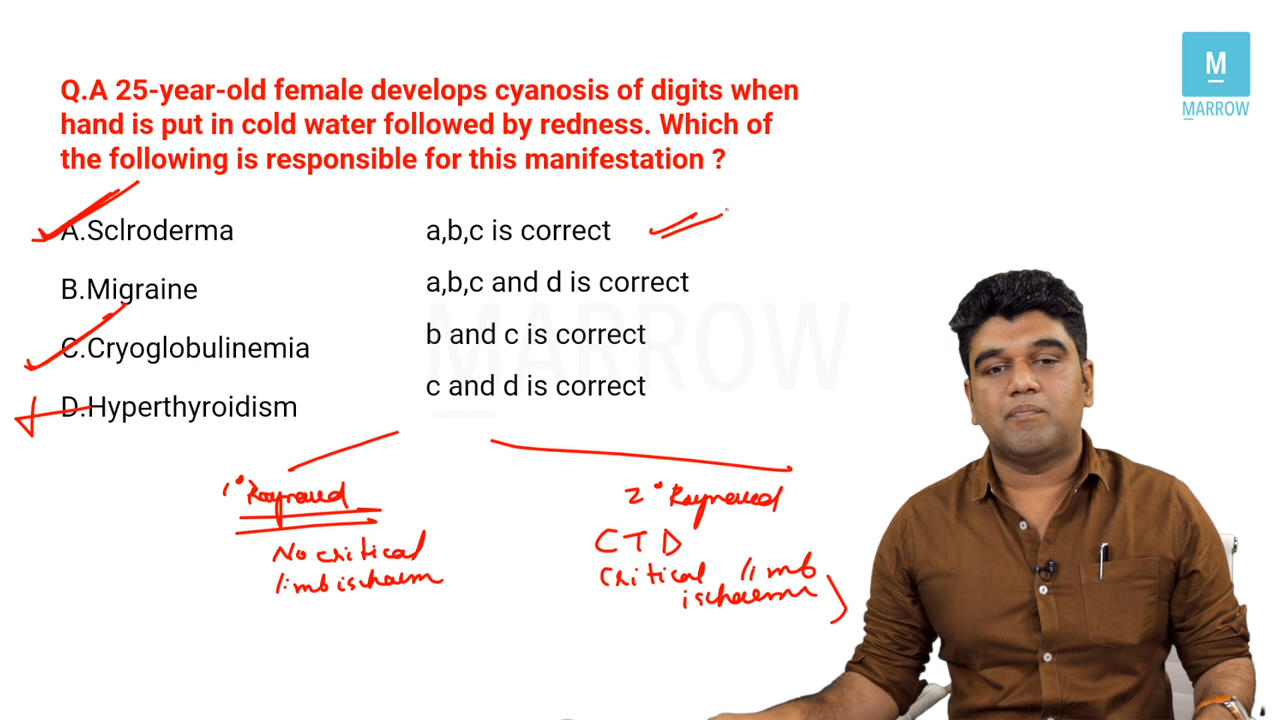 M
MARROW
Q.A 25-year-old female develops cyanosis of digits when
hand is put in cold water followed by redness. Which of
the following is responsible for this manifestation ?
A.Sclroderma
B.Migraine
C.Cryoglobulinemia
D.Hyperthyroidism
a,b,c is correct
a,b,c and d is correct
b and c is correct
c and d is correct
MARROW
1° Raynaud
No critical
limb ischaem
2° Raynaud
CTD
Critical limb
ischaem